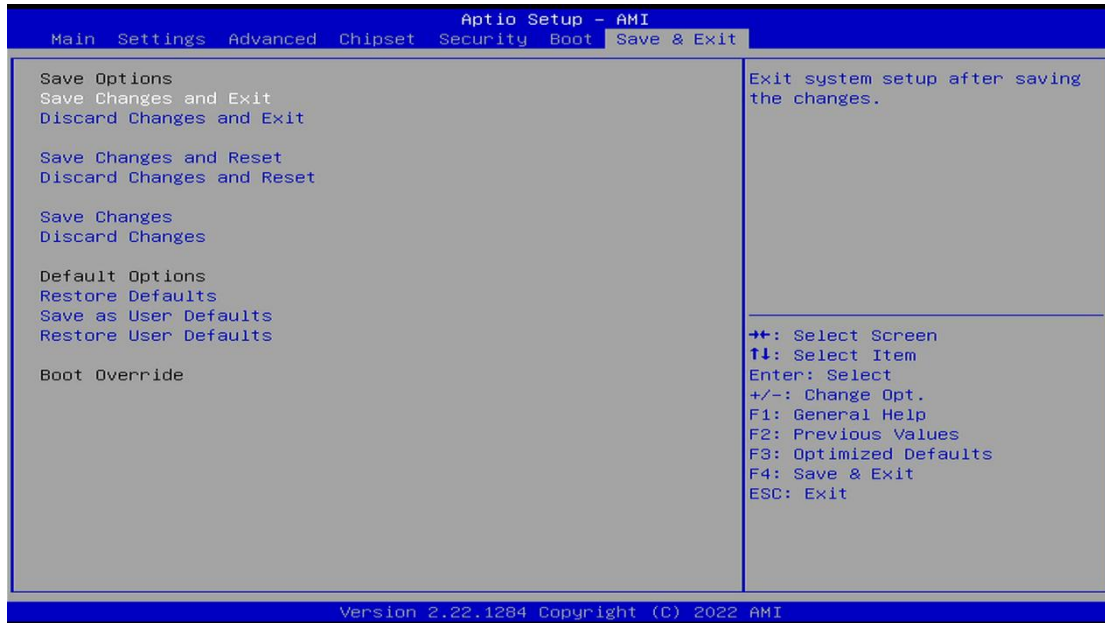 Aptio Setup – AMI
Main Settings Advanced Chipset Security Boot Save & Exit
Save Options
Save Changes and Exit
Discard Changes and Exit
Save Changes and Reset
Discard Changes and Reset
Save Changes
Discard Changes
Default Options
Restore Defaults
Save as User Defaults
Restore User Defaults
Boot Override
Exit system setup after saving
the changes.
→←: Select Screen
↑↓: Select Item
Enter: Select
+/-: Change Opt.
F1: General Help
F2: Previous Values
F3: Optimized Defaults
F4: Save & Exit
ESC: Exit
Version 2.22.1284 Copyright (C) 2022 AMI